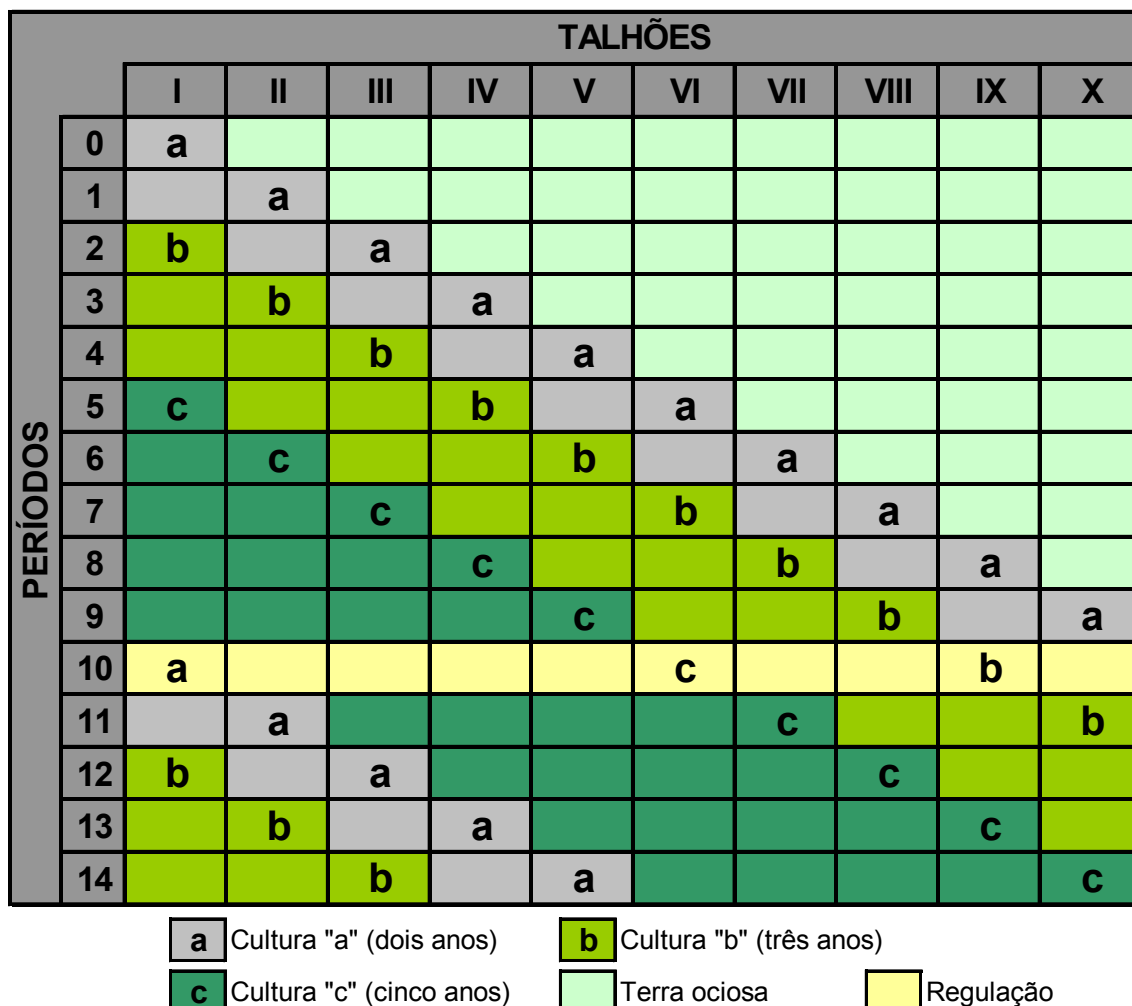 TALHÕES
I II III IV V VI VII VIII IX X
PERÍODOS
0 a
1 a
2 b a
3 b a
4 b a
5 c b a
6 c b a
7 c b a
8 c b a
9 c b a
10 a c b
11 a c b
12 b a c
13 b a c
14 b a c
a Cultura "a" (dois anos) b Cultura "b" (três anos)
c Cultura "c" (cinco anos) Terra ociosa Regulação